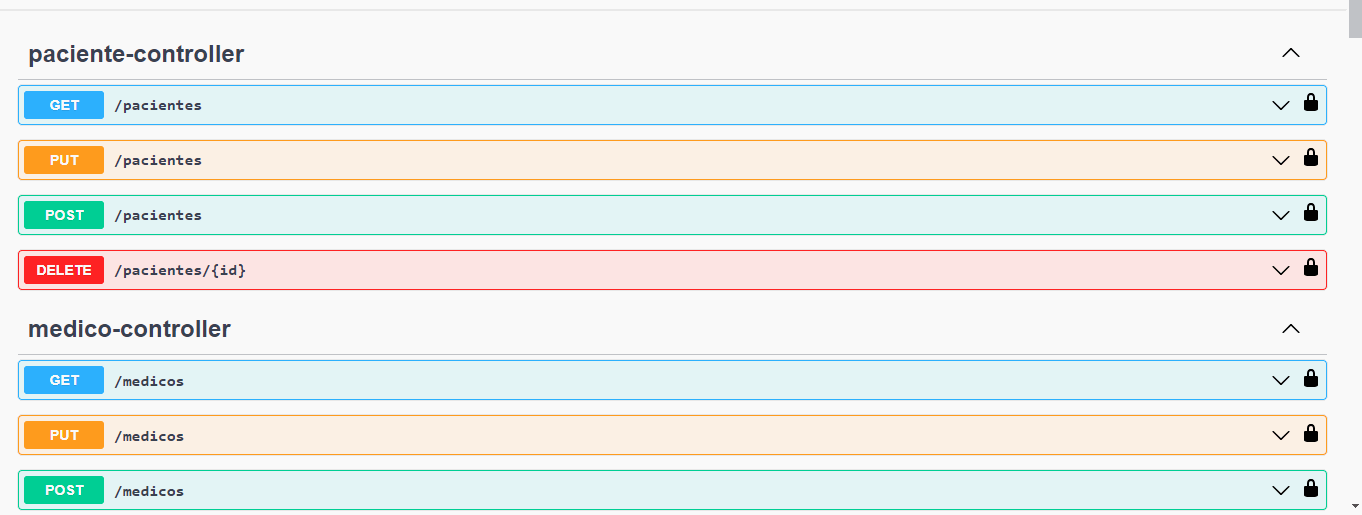 paciente-controller
GET /pacientes
PUT /pacientes
POST /pacientes
DELETE /pacientes/{id}
medico-controller
GET /medicos
PUT /medicos
POST /medicos